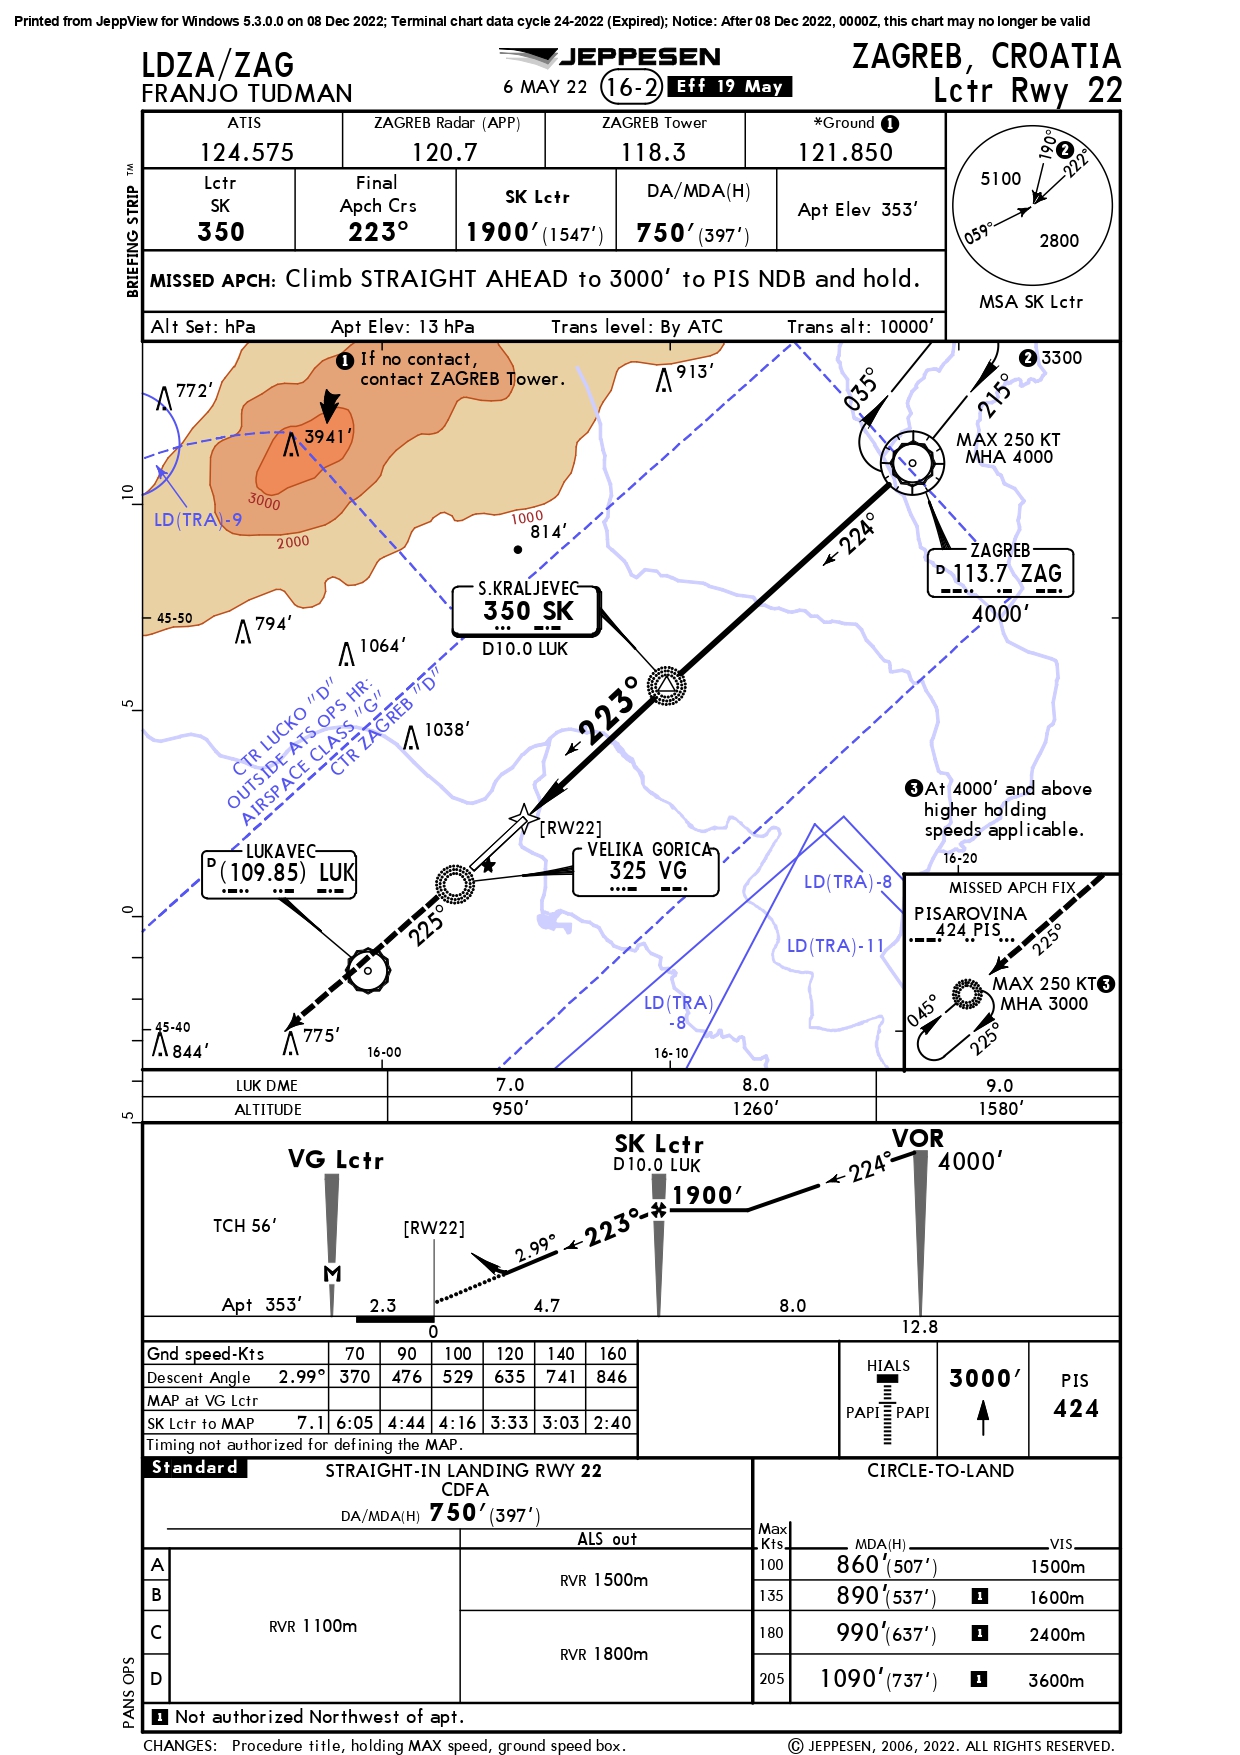 Printed from JeppView for Windows 5.3.0.0 on 08 Dec 2022; Terminal chart data cycle 24-2022 (Expired); Notice: After 08 Dec 2022, 0000Z, this chart may no longer be valid
LDZA/ZAG
FRANJO TUDMAN
JEPPESEN
6 MAY 22 16-2 Eff 19 May
ZAGREB, CROATIA
Lctr Rwy 22
BRIEFING STRIP ™
ATIS
124.575
ZAGREB Radar (APP)
120.7
ZAGREB Tower
118.3
*Ground 1
121.850
Lctr
SK
350
Final
Apch Crs
223°
SK Lctr
1900' (1547')
DA/MDA(H)
750' (397')
Apt Elev 353'
MISSED APCH: Climb STRAIGHT AHEAD to 3000' to PIS NDB and hold.
Alt Set: hPa Apt Elev: 13 hPa Trans level: By ATC Trans alt: 10000'
190° 2
222°
5100
059°
2800
MSA SK Lctr
1 If no contact,
contact ZAGREB Tower.
772'
3941'
913'
2 3300
035°
215°
MAX 250 KT
MHA 4000
LD(TRA)-9
3000
2000
1000
814'
224°
ZAGREB
D 113.7 ZAG
4000'
10
45-50
794'
1064'
S.KRALJEVEC
350 SK
D10.0 LUK
223°
5
1038'
CTR LUCKO "D"
OUTSIDE ATS OPS HR:
AIRSPACE CLASS "G"
CTR ZAGREB "D"
3 At 4000' and above
higher holding
speeds applicable.
[RW22]
VELIKA GORICA
325 VG
LUKAVEC
D (109.85) LUK
225°
LD(TRA)-8
LD(TRA)-11
LD(TRA)
-8
16-20
MISSED APCH FIX
PISAROVINA
424 PIS
225°
MAX 250 KT 3
MHA 3000
045°
225°
0
45-40
844'
775'
16-00
16-10
5
LUK DME 7.0 8.0 9.0
ALTITUDE 950' 1260' 1580'
VG Lctr
SK Lctr
D10.0 LUK
VOR
4000'
224°
1900'
223°
2.99°
TCH 56'
[RW22]
M
Apt 353'
2.3
4.7
8.0
0
12.8
Gnd speed-Kts 70 90 100 120 140 160
Descent Angle 2.99° 370 476 529 635 741 846
MAP at VG Lctr
SK Lctr to MAP 7.1 6:05 4:44 4:16 3:33 3:03 2:40
Timing not authorized for defining the MAP.
HIALS
PAPI PAPI
3000'
PIS
424
Standard
STRAIGHT-IN LANDING RWY 22
CDFA
DA/MDA(H) 750' (397')
ALS out
A
B
C
D
RVR 1100m
RVR 1500m
RVR 1800m
CIRCLE-TO-LAND
Max
Kts MDA(H) VIS
100 860' (507') 1500m
135 890' (537') 1 1600m
180 990' (637') 1 2400m
205 1090' (737') 1 3600m
PANS OPS
1 Not authorized Northwest of apt.
CHANGES: Procedure title, holding MAX speed, ground speed box.
© JEPPESEN, 2006, 2022. ALL RIGHTS RESERVED.